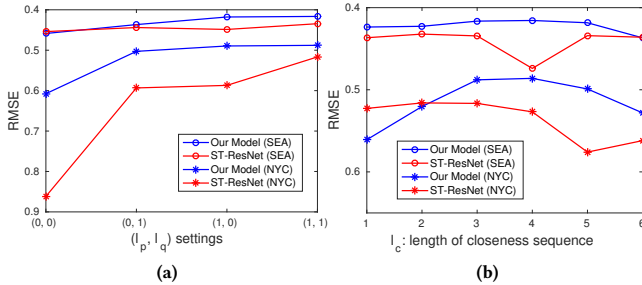 0.4
0.5
0.6
0.7
0.8
0.9
RMSE
(0, 0)
(0, 1)
(1, 0)
(1, 1)
(I_p, I_q) settings
Our Model (SEA)
ST-ResNet (SEA)
Our Model (NYC)
ST-ResNet (NYC)
(a)
0.4
0.5
0.6
RMSE
1
2
3
4
5
6
I_c: length of closeness sequence
Our Model (SEA)
ST-ResNet (SEA)
Our Model (NYC)
ST-ResNet (NYC)
(b)